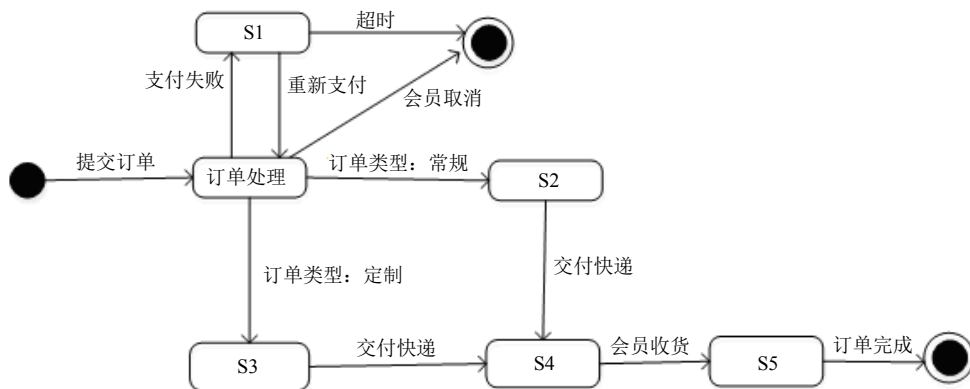 S1
超时
支付失败
重新支付
会员取消
提交订单
订单处理
订单类型：常规
S2
订单类型：定制
交付快递
S3
交付快递
S4
会员收货
S5
订单完成